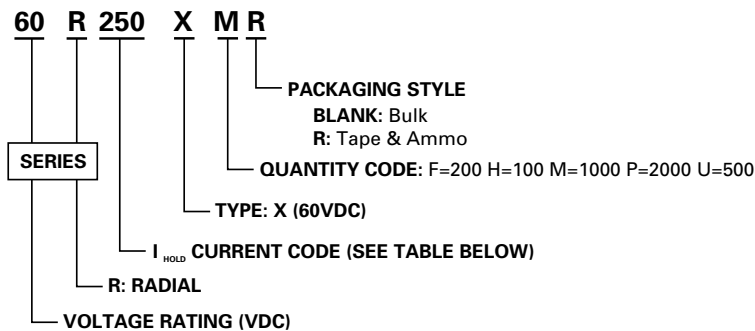 60 R 250 X M R
PACKAGING STYLE
BLANK: Bulk
R: Tape & Ammo
SERIES
QUANTITY CODE: F=200 H=100 M=1000 P=2000 U=500
TYPE: X (60VDC)
I HOLD CURRENT CODE (SEE TABLE BELOW)
R: RADIAL
VOLTAGE RATING (VDC)